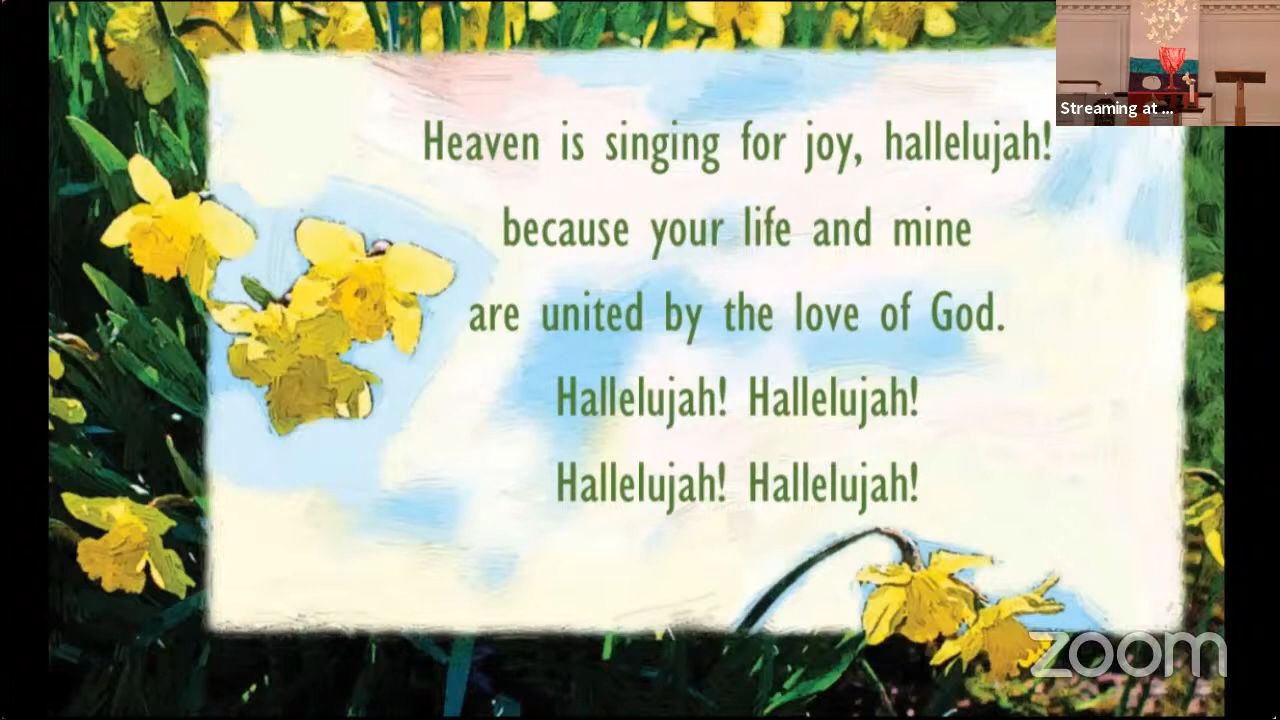 Streaming at ...
Heaven is singing for joy, hallelujah!
because your life and mine
are united by the love of God.
Hallelujah! Hallelujah!
Hallelujah! Hallelujah!
zoom